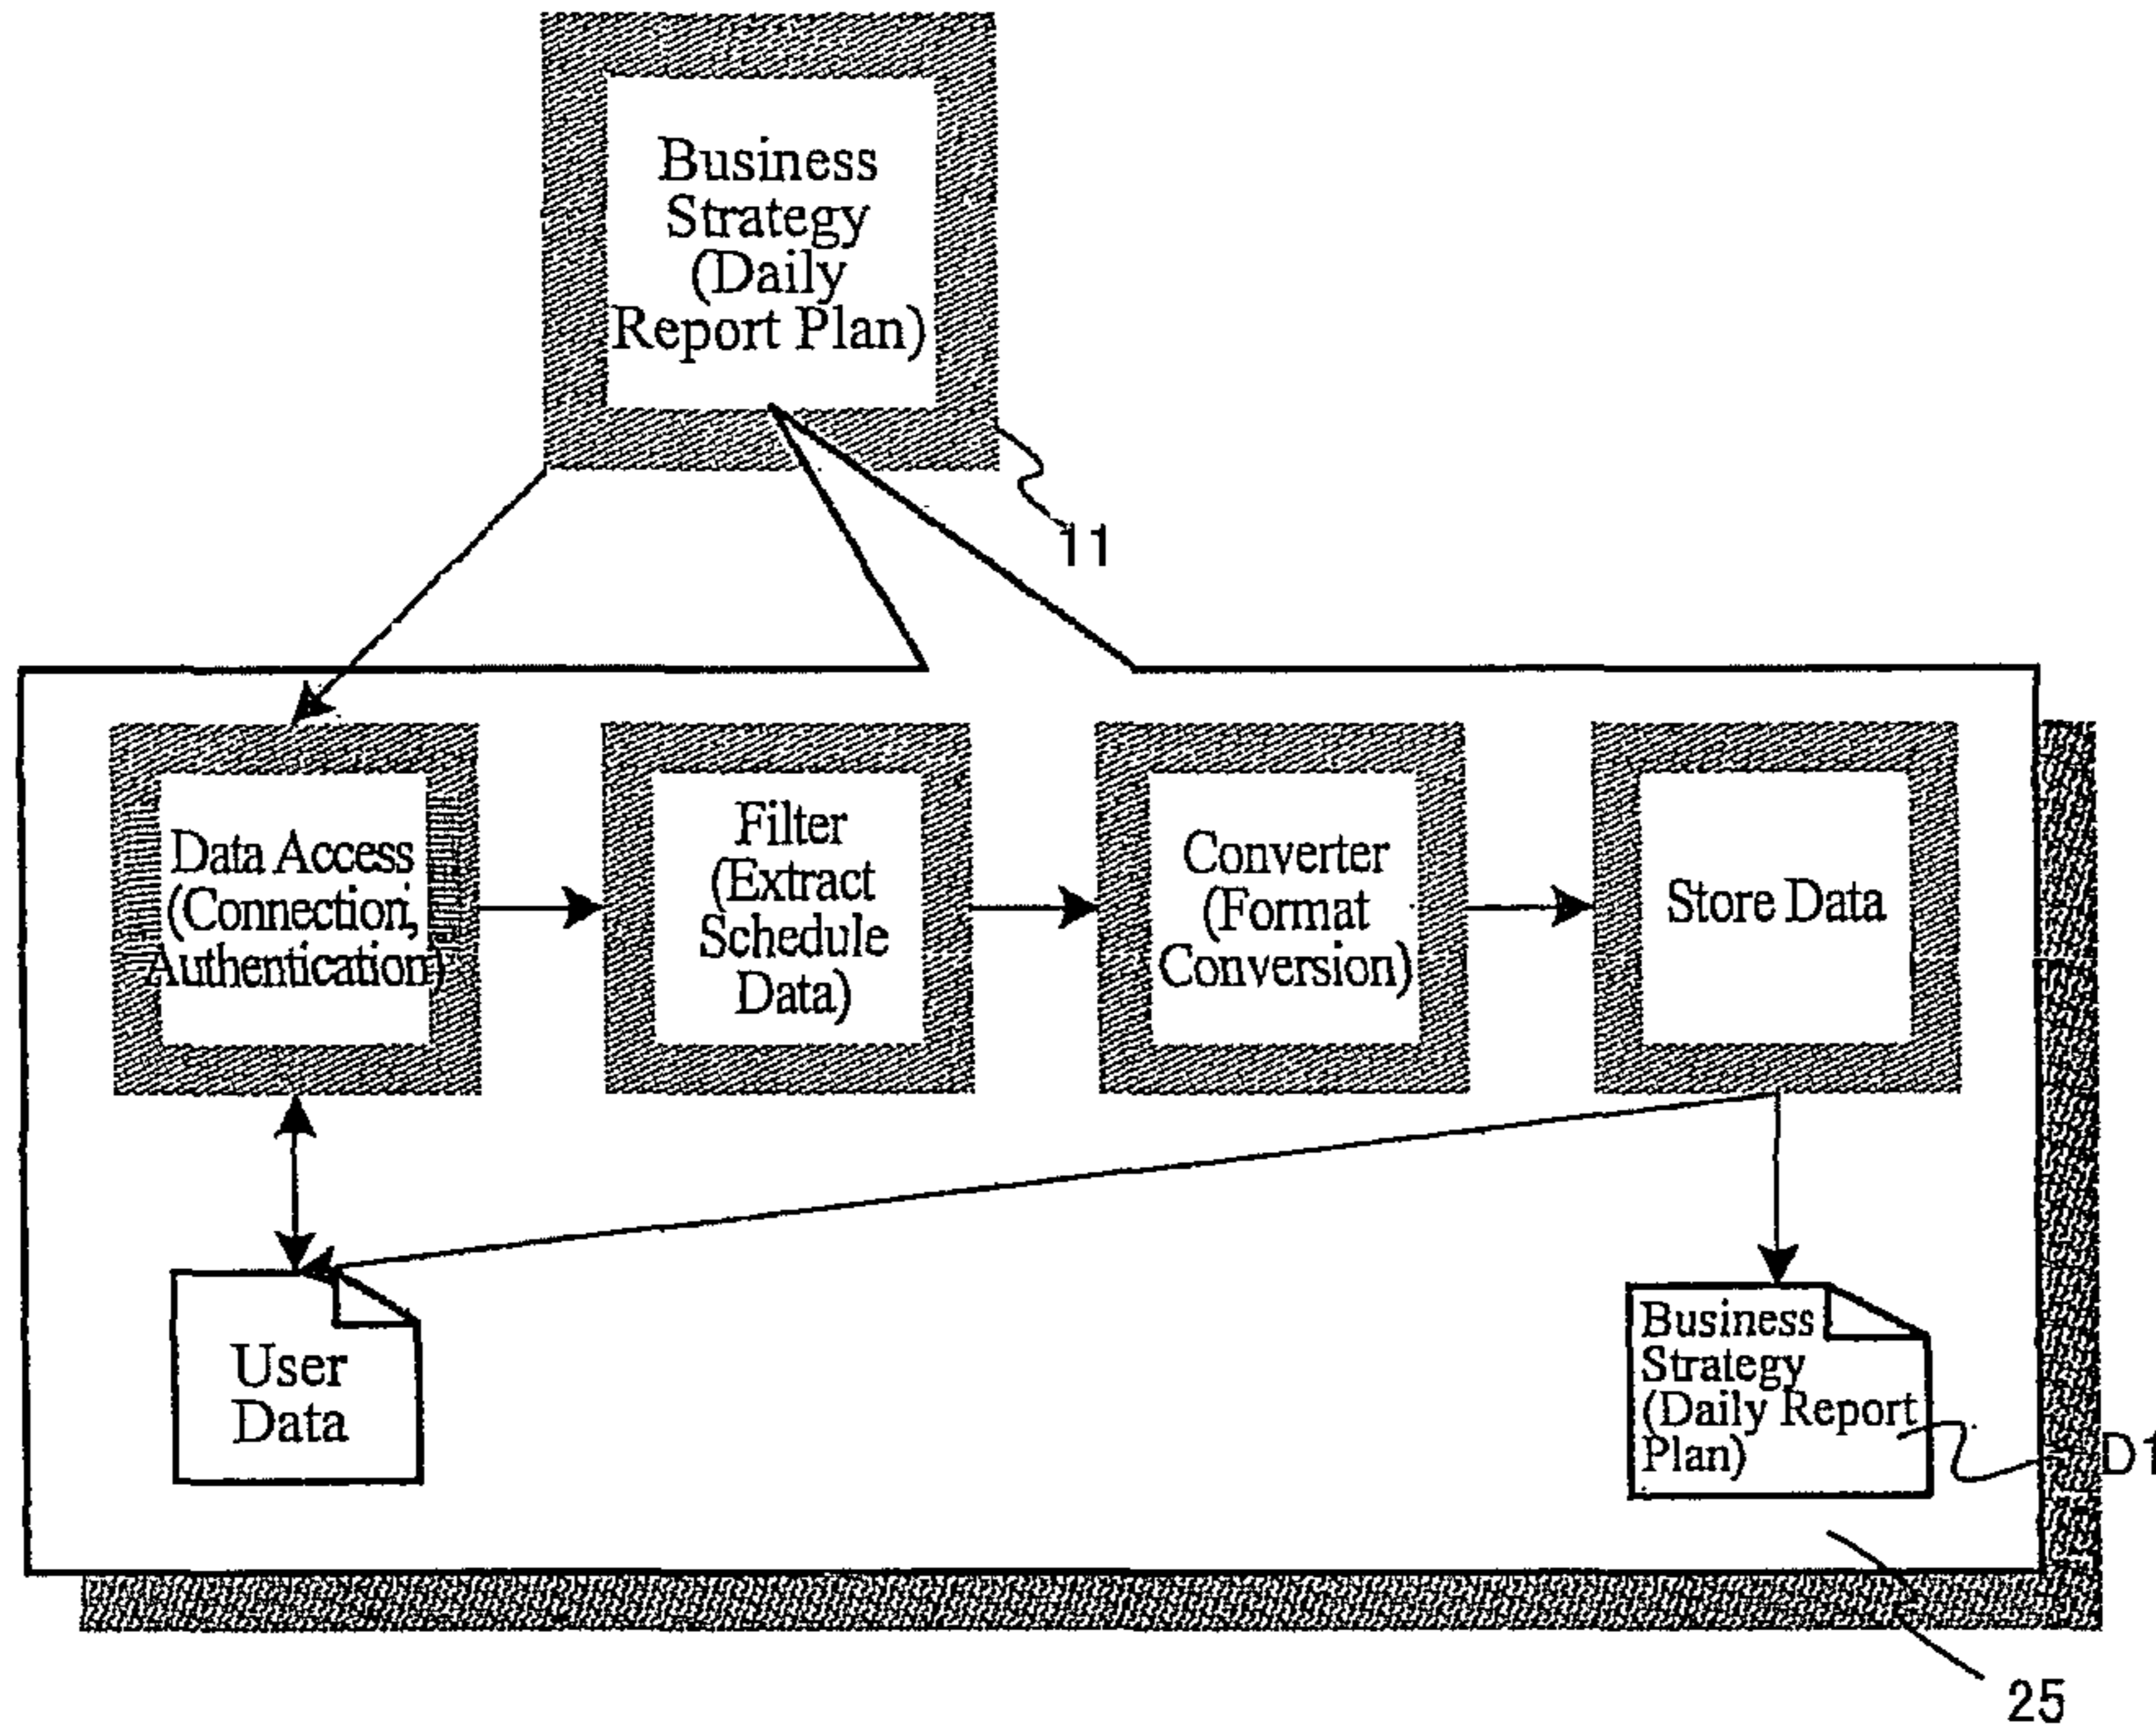 Business
Strategy
(Daily
Report Plan)
11
Data Access
(Connection,
Authentication)
Filter
(Extract
Schedule
Data)
Converter
(Format
Conversion)
Store Data
User
Data
Business
Strategy
(Daily Report
Plan)
D1
25